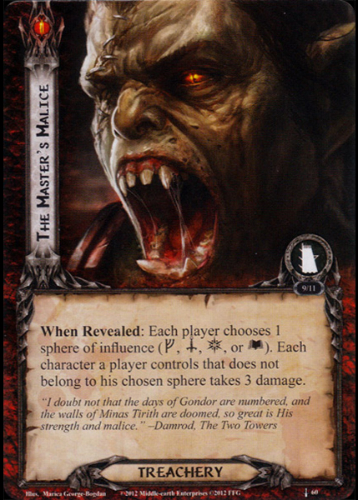 THE MASTER'S MALICE
9/11
When Revealed: Each player chooses 1
sphere of influence ( , , , or ). Each
character a player controls that does not
belong to his chosen sphere takes 3 damage.
"I doubt not that the days of Gondor are numbered, and
the walls of Minas Tirith are doomed, so great is His
strength and malice." –Damrod, The Two Towers
TREACHERY
Illus. Marica George-Bogdan ©2012 Middle-earth Enterprises ©2012 FFG 60